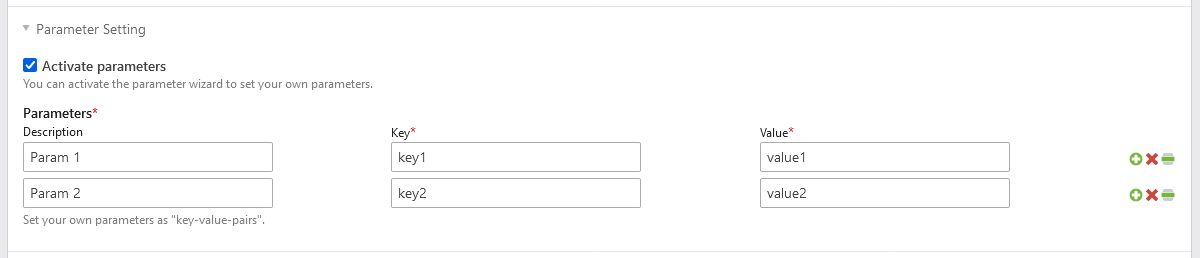 Parameter Setting
Activate parameters
You can activate the parameter wizard to set your own parameters.
Parameters*
Description Key* Value*
Param 1 key1 value1
Param 2 key2 value2
Set your own parameters as "key-value-pairs".